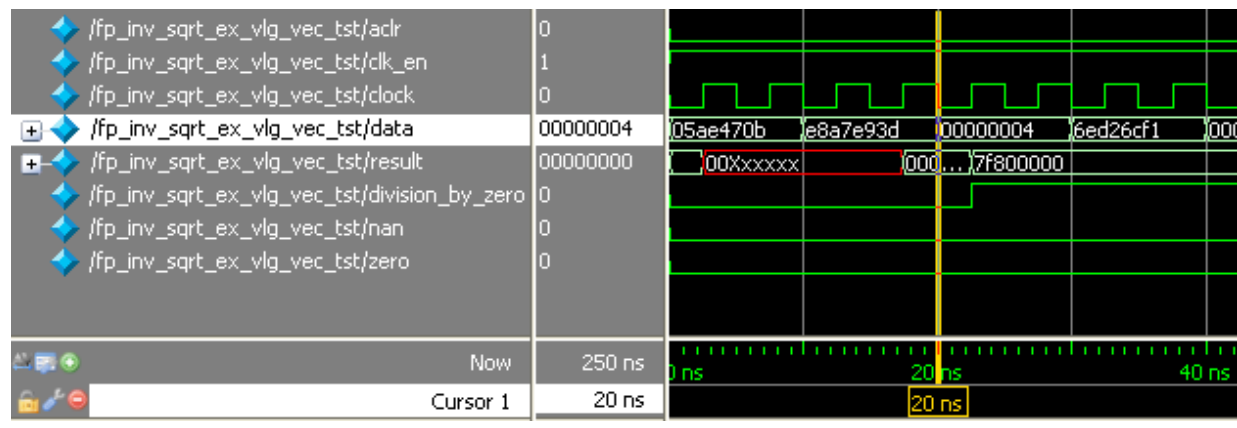 /fp_inv_sqrt_ex_vlg_vec_tst/aclr 0
/fp_inv_sqrt_ex_vlg_vec_tst/clk_en 1
/fp_inv_sqrt_ex_vlg_vec_tst/clock 0
/fp_inv_sqrt_ex_vlg_vec_tst/data 00000004 05ae470b e8a7e93d 00000004 6ed26cf1 000
/fp_inv_sqrt_ex_vlg_vec_tst/result 00000000 00Xxxxxx 000... 7f800000
/fp_inv_sqrt_ex_vlg_vec_tst/division_by_zero 0
/fp_inv_sqrt_ex_vlg_vec_tst/nan 0
/fp_inv_sqrt_ex_vlg_vec_tst/zero 0
Now 250 ns ns 20 ns 40 ns
Cursor 1 20 ns 20 ns